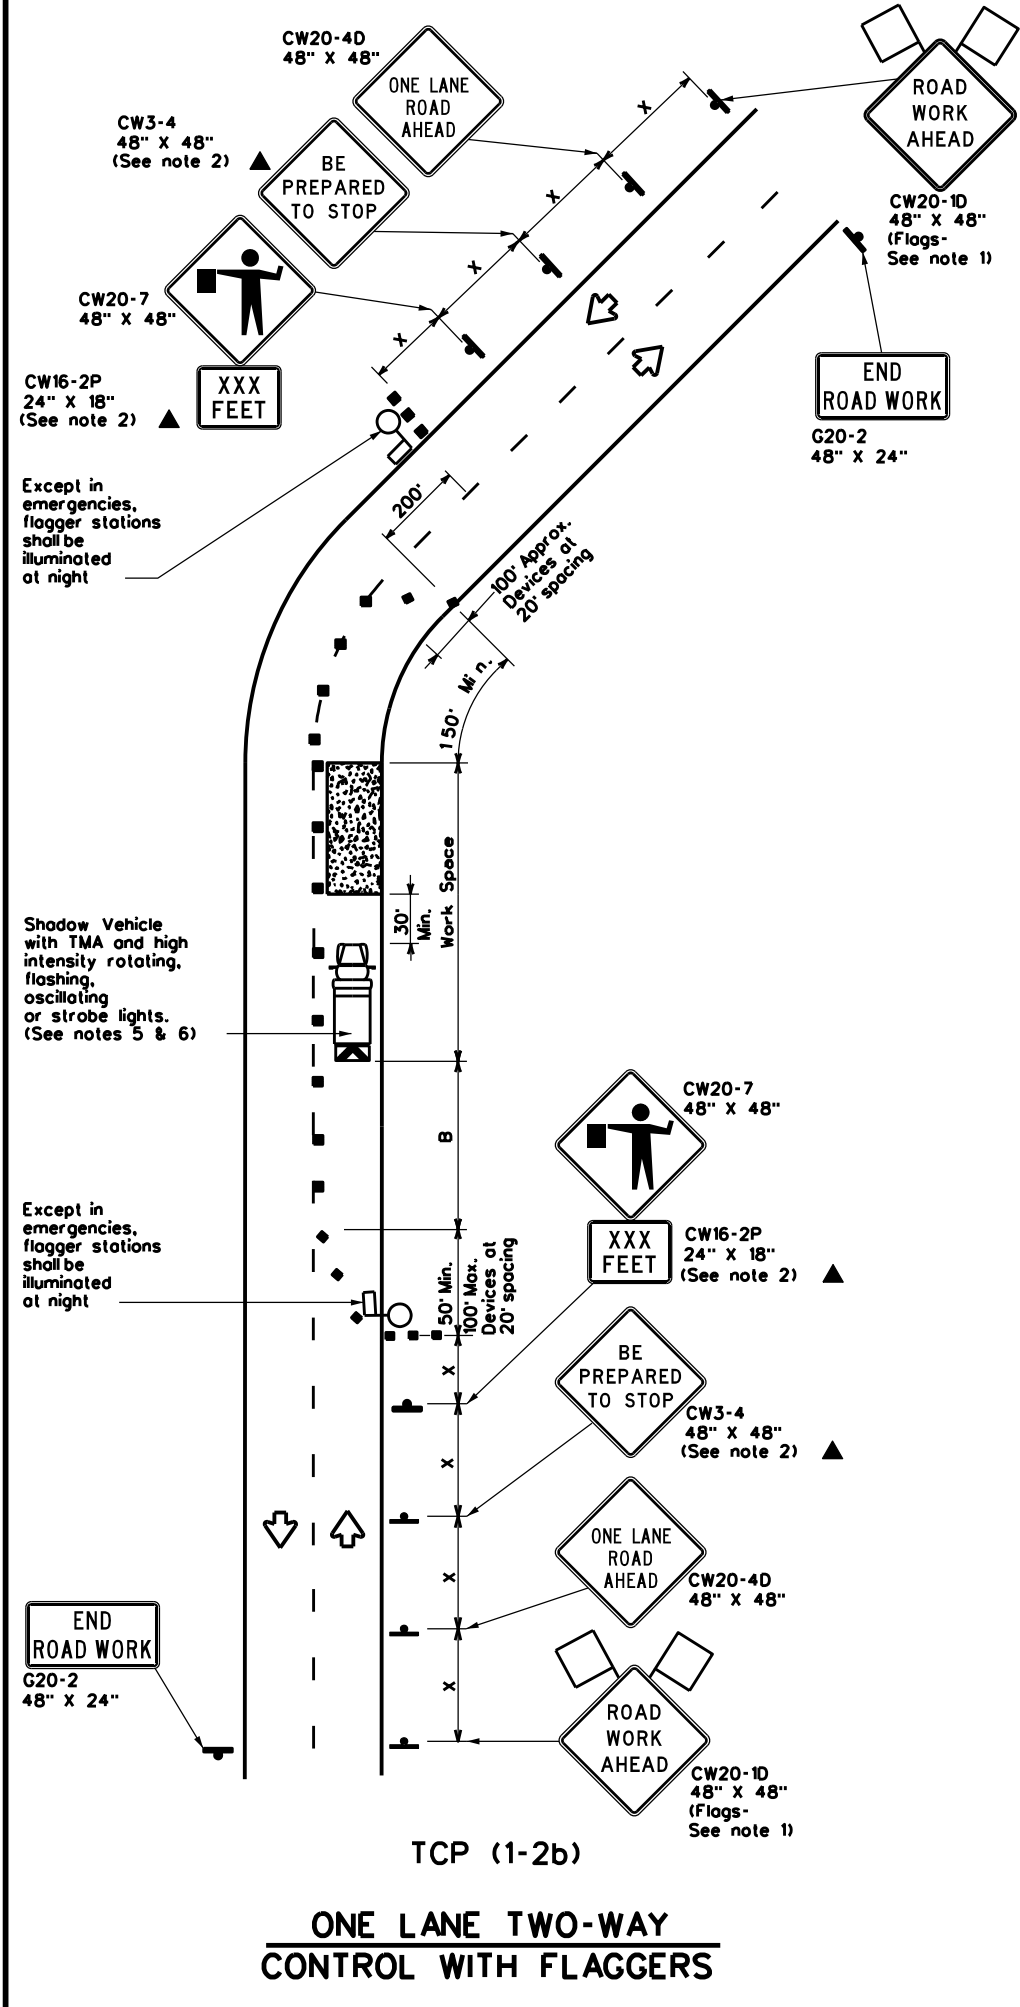 CW20-4D
48" X 48"
ONE LANE
ROAD
AHEAD
ROAD
WORK
AHEAD
CW20-1D
48" X 48"
(Flags-
See note 1)
CW3-4
48" X 48"
(See note 2)
BE
PREPARED
TO STOP
X
X
X
X
CW20-7
48" X 48"
CW16-2P
24" X 18"
(See note 2)
XXX
FEET
END
ROAD WORK
G20-2
48" X 24"
Except in
emergencies,
flagger stations
shall be
illuminated
at night
200'
100' Approx.
Devices at
20' spacing
150' Min.
Work Space
30'
Min.
Shadow Vehicle
with TMA and high
intensity rotating,
flashing,
oscillating
or strobe lights.
(See notes 5 & 6)
B
CW20-7
48" X 48"
XXX
FEET
CW16-2P
24" X 18"
(See note 2)
Except in
emergencies,
flagger stations
shall be
illuminated
at night
50' Min.
100' Max.
Devices at
20' spacing
X
BE
PREPARED
TO STOP
CW3-4
48" X 48"
(See note 2)
X
ONE LANE
ROAD
AHEAD
CW20-4D
48" X 48"
X
END
ROAD WORK
G20-2
48" X 24"
X
ROAD
WORK
AHEAD
CW20-1D
48" X 48"
(Flags-
See note 1)
TCP (1-2b)
ONE LANE TWO-WAY
CONTROL WITH FLAGGERS